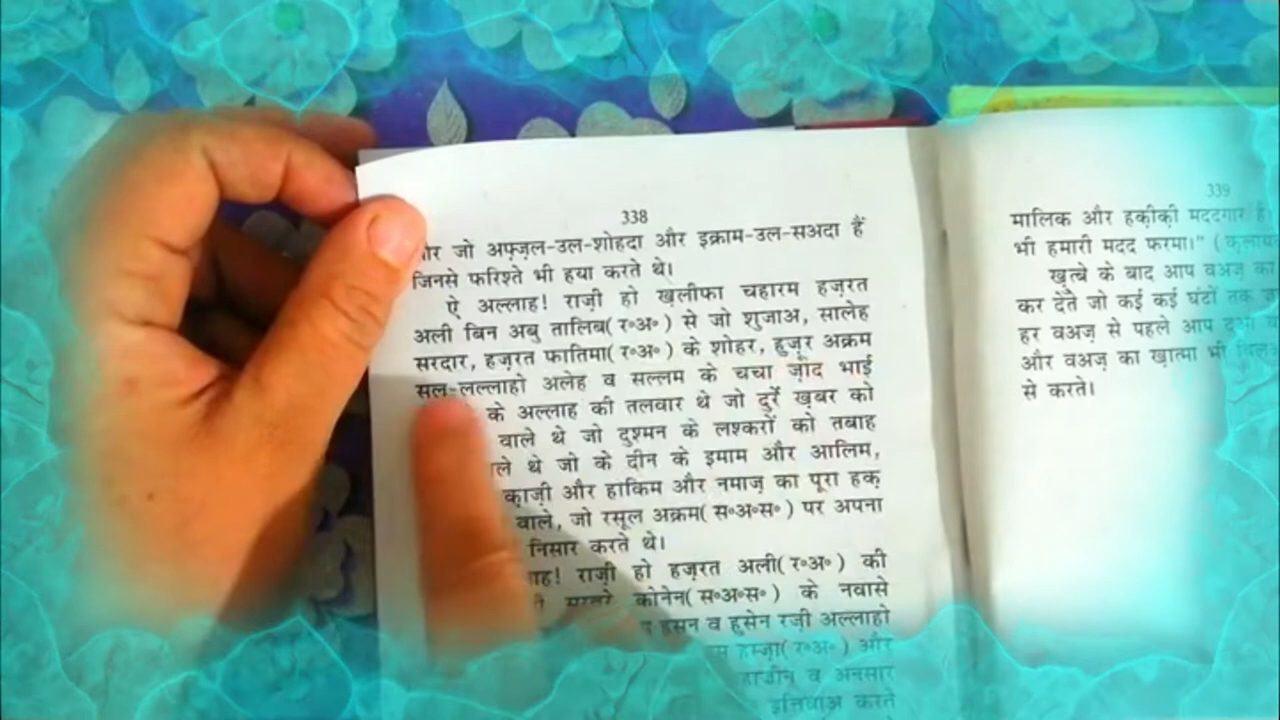 338
और जो अफ़्ज़ल-उल-शोहदा और इक्राम-उल-सअदा हैं
जिनसे फरिश्ते भी हया करते थे।
ऐ अल्लाह! राज़ी हो ख़लीफा चहारम हज़रत
अली बिन अबु तालिब( र॰अ॰ ) से जो शुजाअ, सालेह
सरदार, हज़रत फातिमा( र॰अ॰ ) के शोहर, हुज़ूर अक्रम
सल-लल्लाहो अलेह व सल्लम के चचा ज़ाद भाई
के अल्लाह की तलवार थे जो दुर्रे ख़बर को
वाले थे जो दुश्मन के लश्करों को तबाह
थे जो के दीन के इमाम और आलिम,
क़ाज़ी और हाकिम और नमाज़ का पूरा हक़
वाले, जो रसूल अक्रम( स॰अ॰स॰ ) पर अपना
निसार करते थे।
राज़ी हो हज़रत अली( र॰अ॰ ) की
कोनेन( स॰अ॰स॰ ) के नवासे
हसन व हुसेन रज़ी अल्लाहो
हम्ज़ा( र॰अ॰ ) और
व अनसार
करते
339
मालिक और हक़ीक़ी मददगार है।
भी हमारी मदद फरमा।" (
ख़ुत्बे के बाद आप वअज़ का
कर देते जो कई कई घंटों तक
हर वअज़ से पहले आप दुआ
और वअज़ का ख़ात्मा भी
से करते।